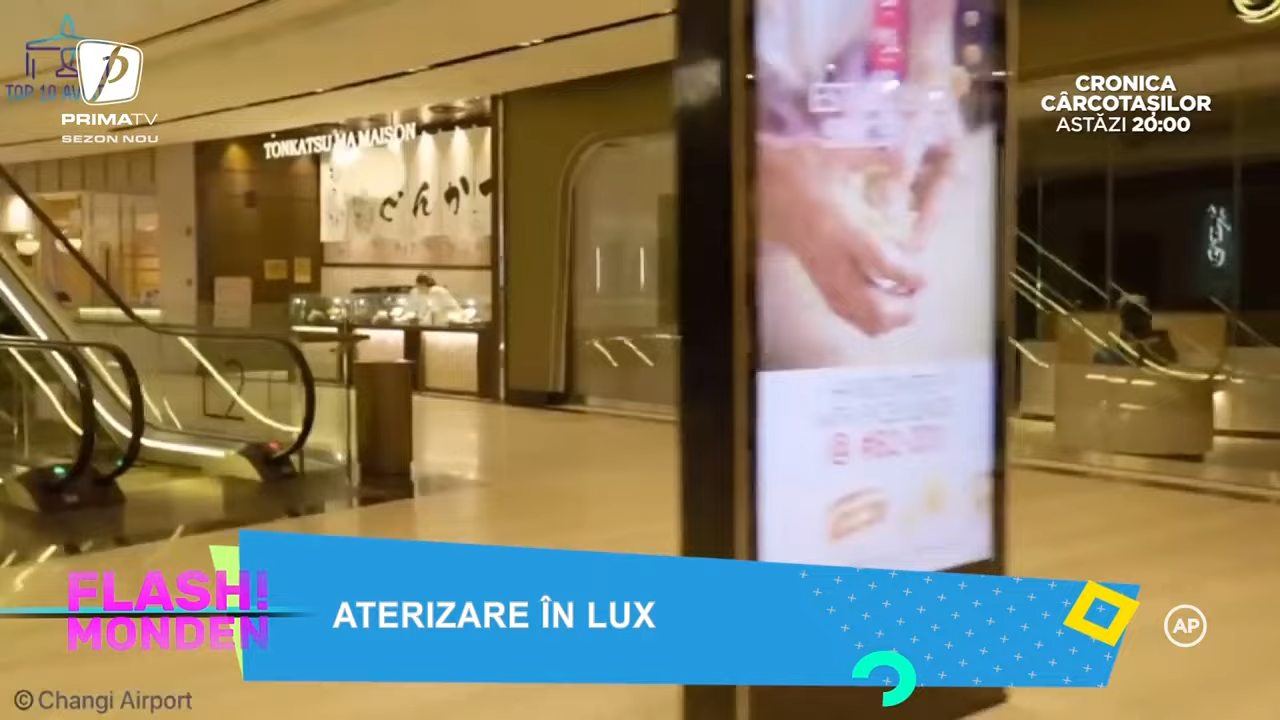 TOP 10 AV
PRIMATV
SEZON NOU
CRONICA
CÂRCOTAȘILOR
ASTĂZI 20:00
TONKATSU MA MAISON
とんかつ
FLASH!
MONDEN
ATERIZARE ÎN LUX
AP
© Changi Airport